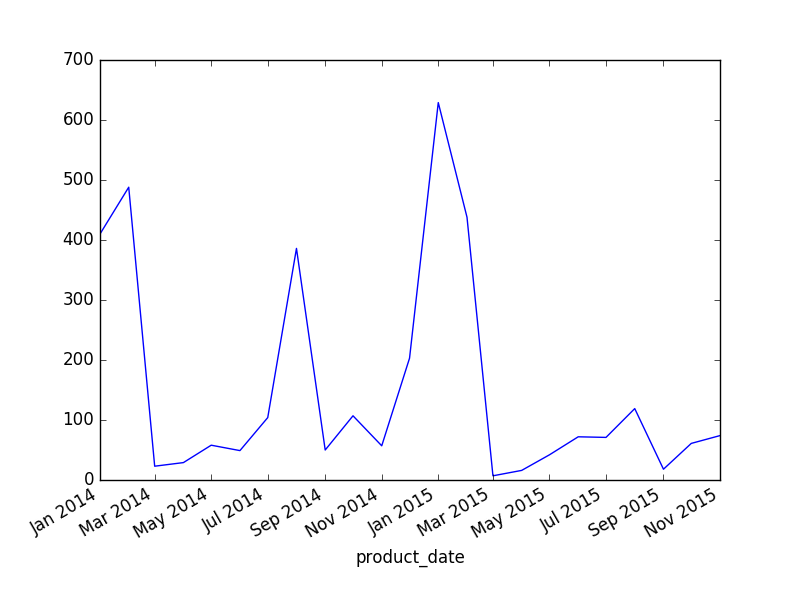 700
600
500
400
300
200
100
0
Jan 2014
Mar 2014
May 2014
Jul 2014
Sep 2014
Nov 2014
Jan 2015
Mar 2015
May 2015
Jul 2015
Sep 2015
Nov 2015
product_date